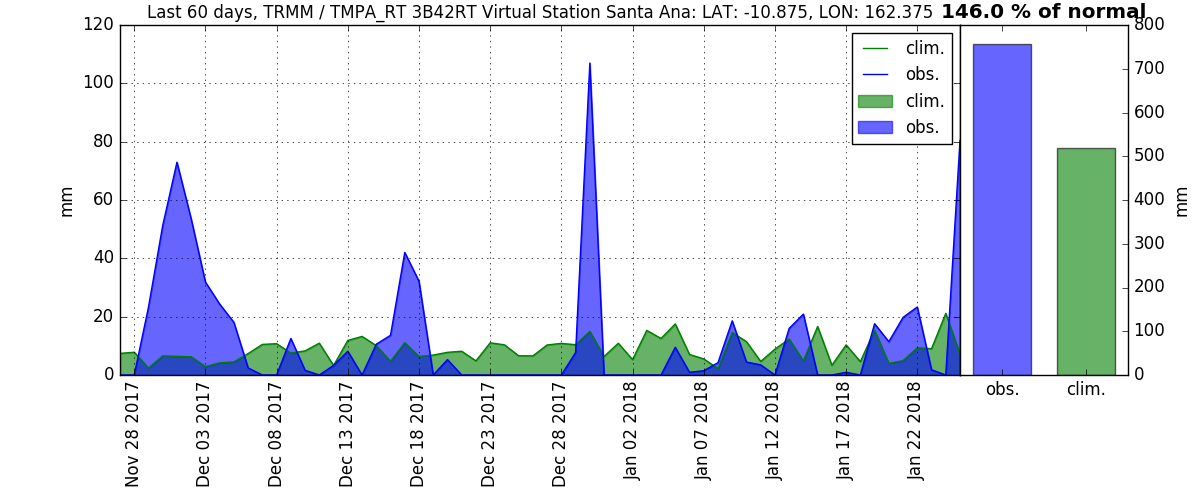 Last 60 days, TRMM / TMPA_RT 3B42RT Virtual Station Santa Ana: LAT: -10.875, LON: 162.375
146.0 % of normal
120
100
80
60
40
20
0
mm
clim.
obs.
clim.
obs.
800
700
600
500
400
300
200
100
0
mm
obs.
clim.
Nov 28 2017
Dec 03 2017
Dec 08 2017
Dec 13 2017
Dec 18 2017
Dec 23 2017
Dec 28 2017
Jan 02 2018
Jan 07 2018
Jan 12 2018
Jan 17 2018
Jan 22 2018